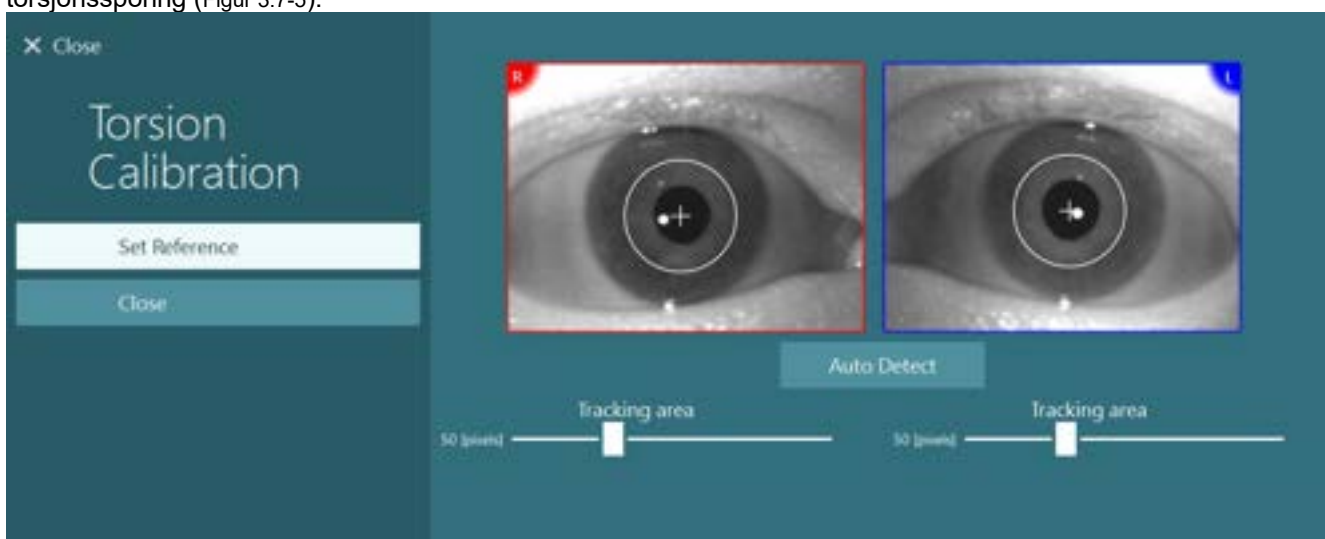 torsjonssporing (Figur 3.7-3).
✕ Close
Torsion
Calibration
Set Reference
Close
R
L
Auto Detect
Tracking area
50 [pixels]
Tracking area
50 [pixels]